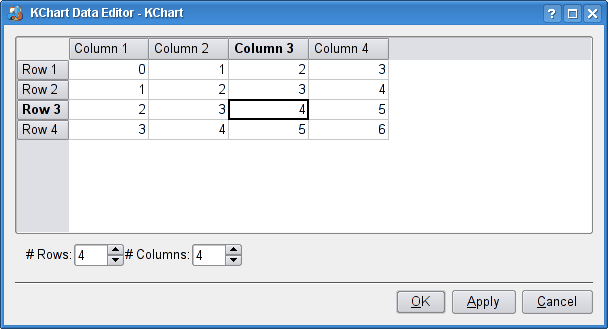 KChart Data Editor - KChart
Column 1 Column 2 Column 3 Column 4
Row 1 0 1 2 3
Row 2 1 2 3 4
Row 3 2 3 4 5
Row 4 3 4 5 6
# Rows: 4 # Columns: 4
OK Apply Cancel